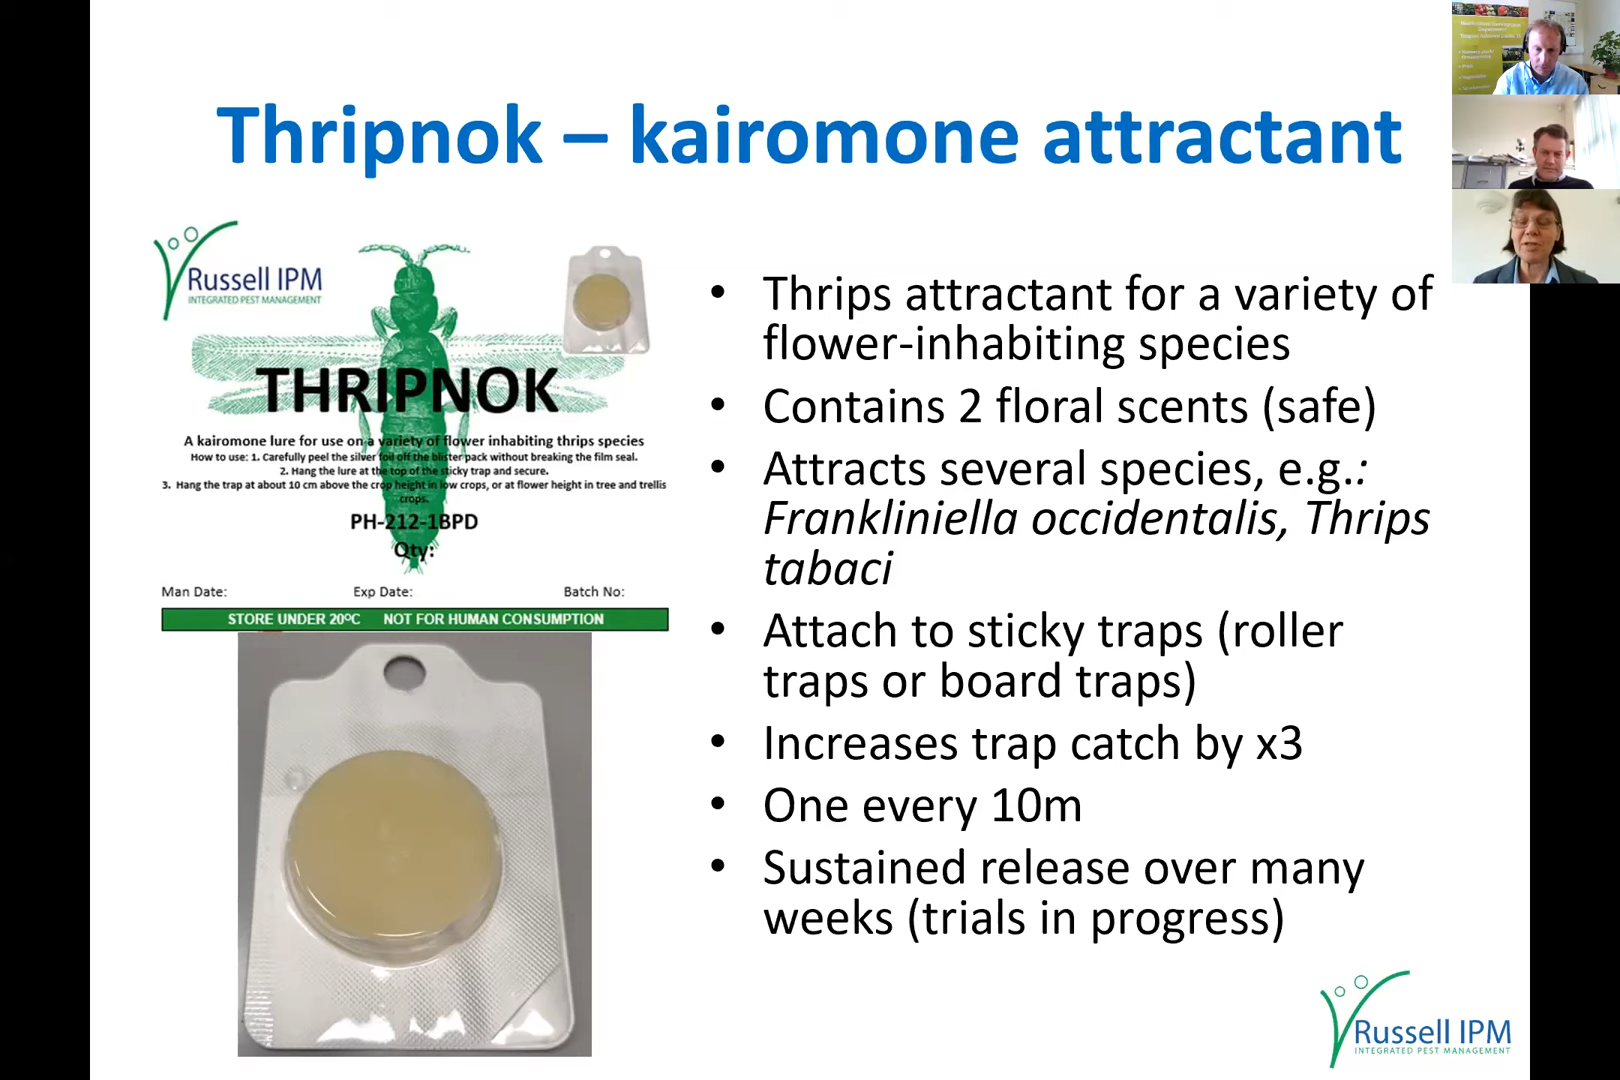 Thripnok – kairomone attractant
Russell IPM
INTEGRATED PEST MANAGEMENT
THRIPNOK
A kairomone lure for use on a variety of flower inhabiting thrips species
How to use: 1. Carefully peel the silver foil off the blister pack without breaking the film seal.
2. Hang the lure at the top of the sticky trap and secure.
3. Hang the trap at about 10 cm above the crop height in low crops, or at flower height in tree and trellis
crops.
PH-212-1BPD
Qty:
Man Date: Exp Date: Batch No:
STORE UNDER 20ºC NOT FOR HUMAN CONSUMPTION
• Thrips attractant for a variety of
flower-inhabiting species
• Contains 2 floral scents (safe)
• Attracts several species, e.g.:
Frankliniella occidentalis, Thrips
tabaci
• Attach to sticky traps (roller
traps or board traps)
• Increases trap catch by x3
• One every 10m
• Sustained release over many
weeks (trials in progress)
Russell IPM
INTEGRATED PEST MANAGEMENT